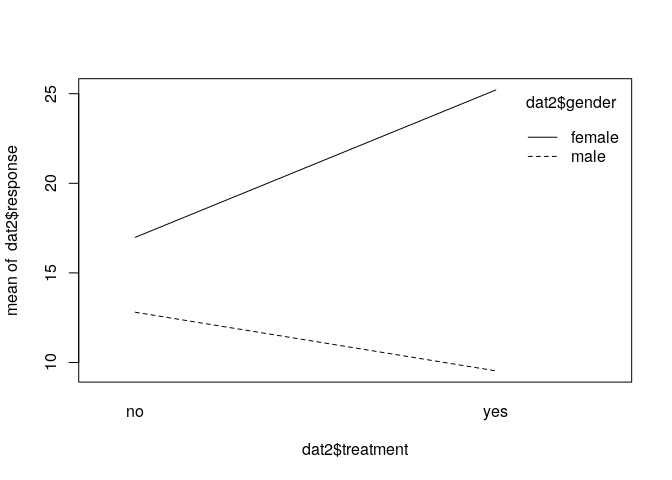 mean of  dat2$response
25
20
15
10
dat2$gender
female
male
no
yes
dat2$treatment